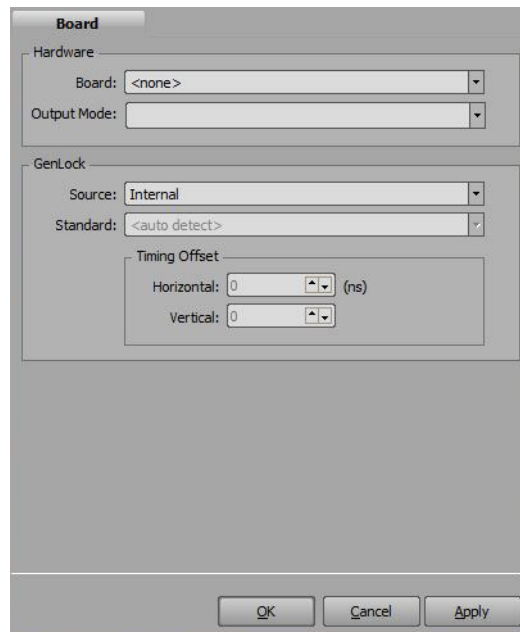 Board
Hardware
Board: <none>
Output Mode:
GenLock
Source: Internal
Standard: <auto detect>
Timing Offset
Horizontal: 0 (ns)
Vertical: 0
OK Cancel Apply